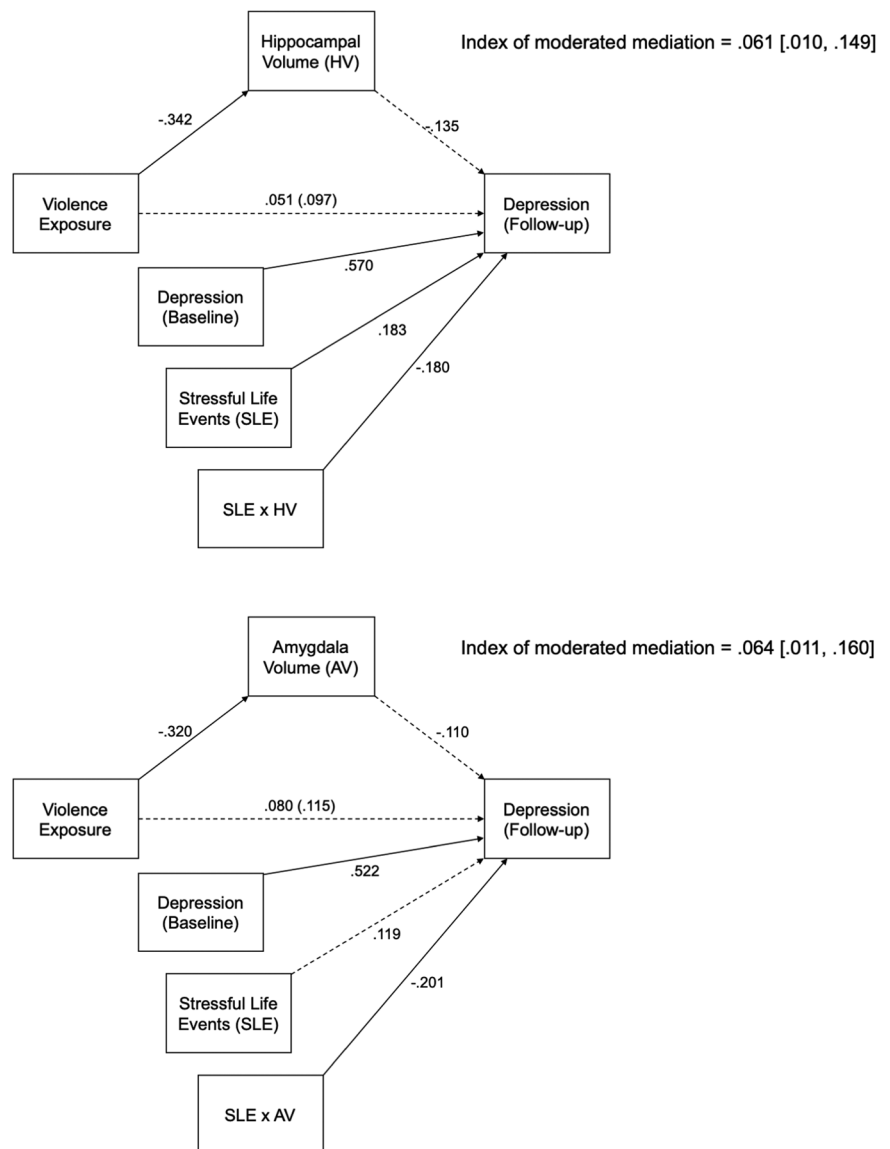 Hippocampal
Volume (HV)
Index of moderated mediation = .061 [.010, .149]
-.342
-.135
Violence
Exposure
.051 (.097)
Depression
(Follow-up)
.570
Depression
(Baseline)
.183
-.180
Stressful Life
Events (SLE)
SLE x HV
Amygdala
Volume (AV)
Index of moderated mediation = .064 [.011, .160]
-.320
-.110
Violence
Exposure
.080 (.115)
Depression
(Follow-up)
.522
Depression
(Baseline)
.119
-.201
Stressful Life
Events (SLE)
SLE x AV